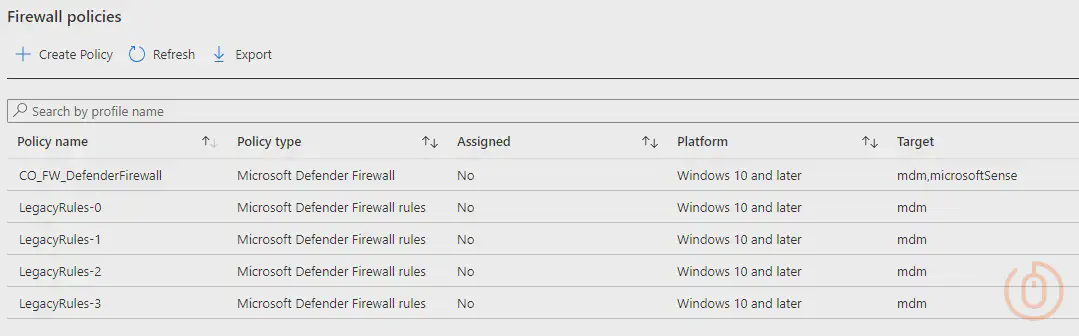 Firewall policies
Create Policy Refresh Export
Search by profile name
Policy name Policy type Assigned Platform Target
CO_FW_DefenderFirewall Microsoft Defender Firewall No Windows 10 and later mdm,microsoftSense
LegacyRules-0 Microsoft Defender Firewall rules No Windows 10 and later mdm
LegacyRules-1 Microsoft Defender Firewall rules No Windows 10 and later mdm
LegacyRules-2 Microsoft Defender Firewall rules No Windows 10 and later mdm
LegacyRules-3 Microsoft Defender Firewall rules No Windows 10 and later mdm